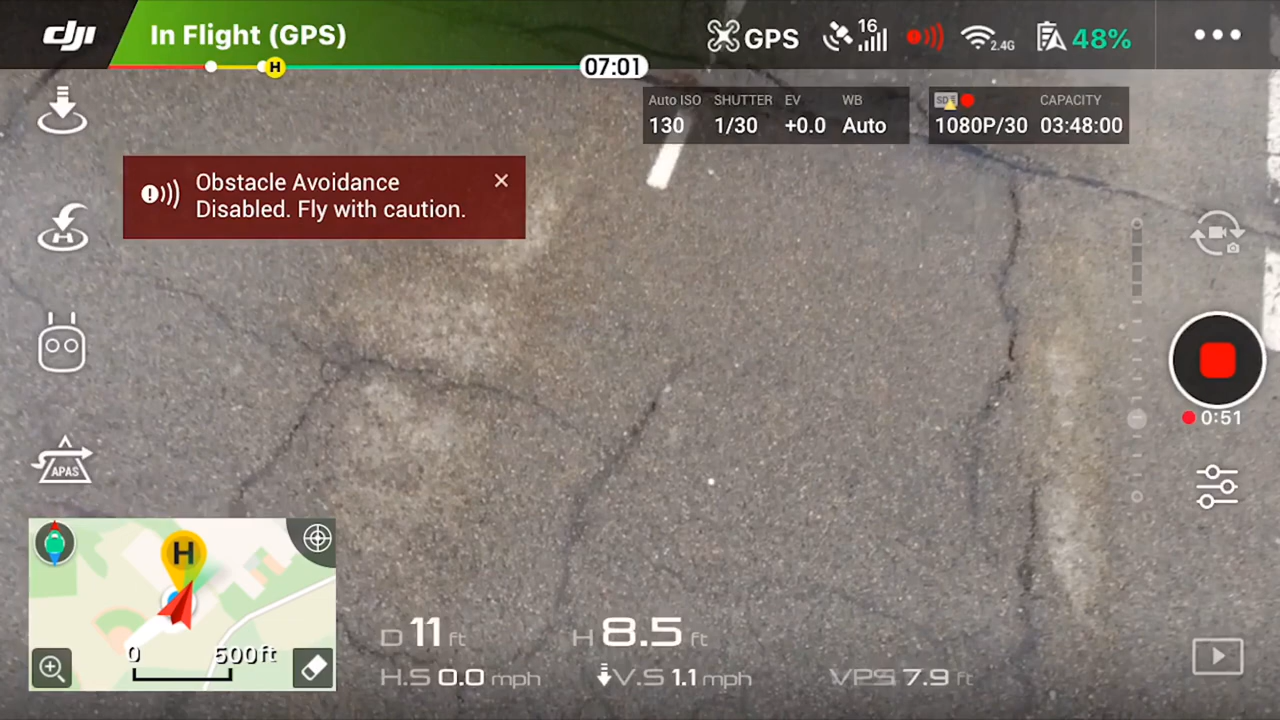 dji
In Flight (GPS)
GPS
16
2.4G
48%
H
07:01
Auto ISO SHUTTER EV WB
130 1/30 +0.0 Auto
SD CAPACITY
1080P/30 03:48:00
Obstacle Avoidance
Disabled. Fly with caution.
H
0:51
APAS
H
0 500ft
D 11 ft H 8.5 ft
H.S 0.0 mph V.S 1.1 mph VPS 7.9 ft